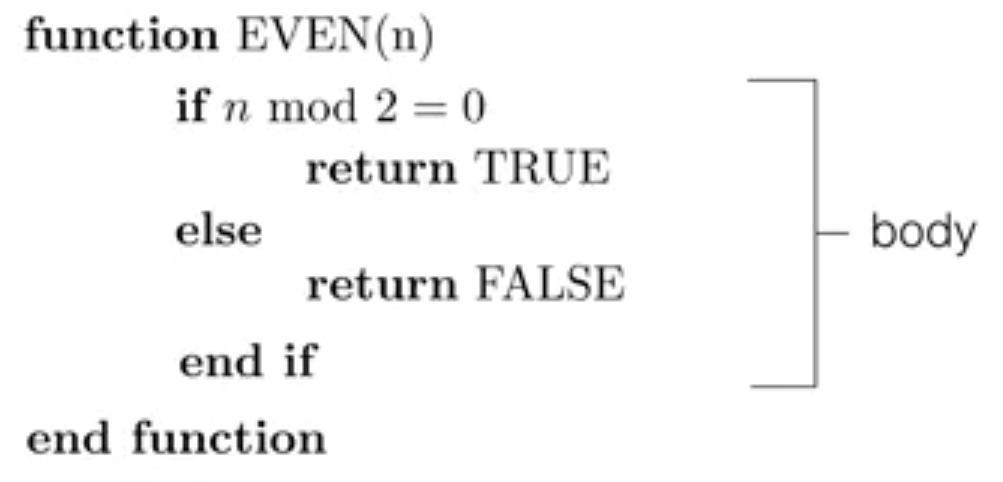 function EVEN(n)
if n mod 2 = 0
return TRUE
else
return FALSE
end if
end function
body